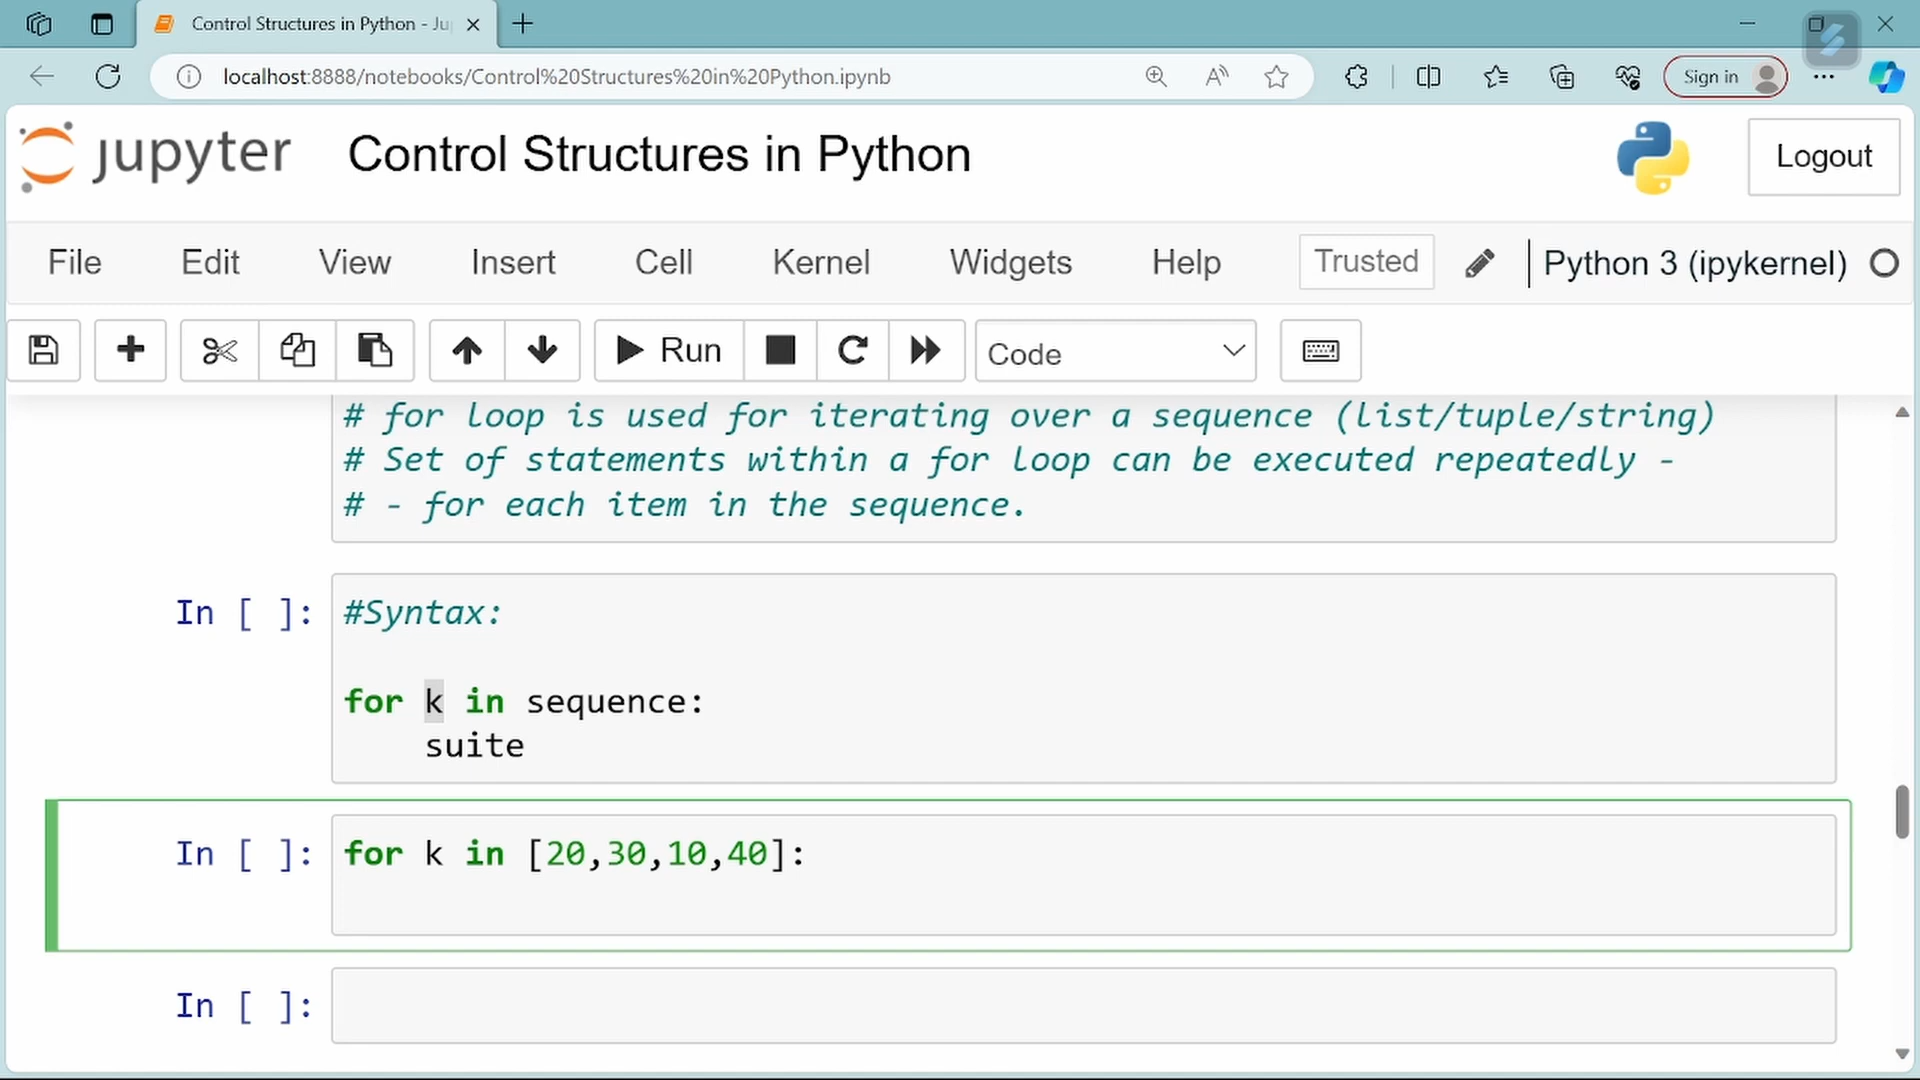 Control Structures in Python - Ju
localhost:8888/notebooks/Control%20Structures%20in%20Python.ipynb
Sign in
jupyter Control Structures in Python
Logout
File Edit View Insert Cell Kernel Widgets Help Trusted Python 3 (ipykernel)
Run Code
# for loop is used for iterating over a sequence (list/tuple/string)
# Set of statements within a for loop can be executed repeatedly -
# - for each item in the sequence.
In [ ]: #Syntax:
for k in sequence:
suite
In [ ]: for k in [20,30,10,40]:
In [ ]: